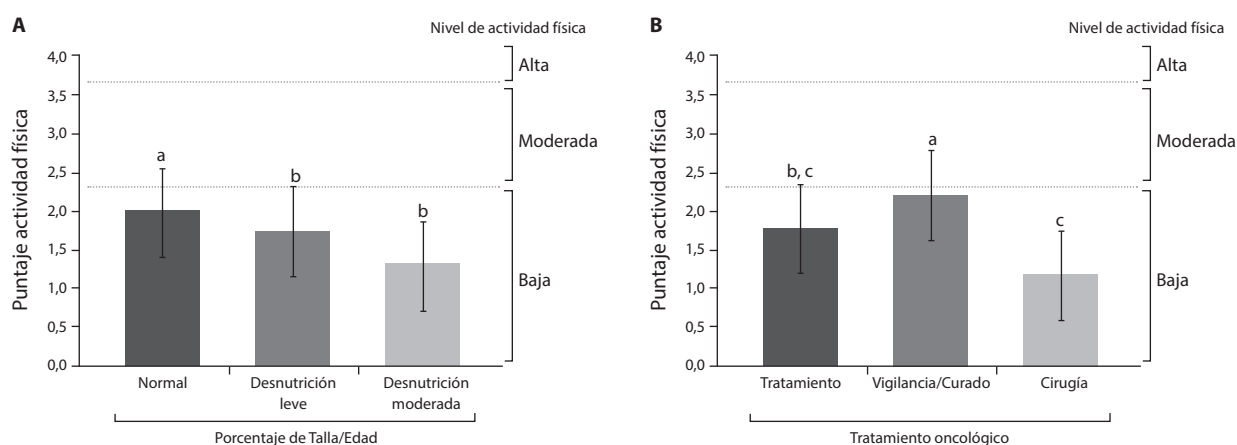 A
Nivel de actividad física
4,0
3,5
3,0
2,5
2,0
1,5
1,0
0,5
0,0
Puntaje actividad física
a
b
b
Alta
Moderada
Baja
Normal
Desnutrición
leve
Desnutrición
moderada
Porcentaje de Talla/Edad
B
Nivel de actividad física
4,0
3,5
3,0
2,5
2,0
1,5
1,0
0,5
0,0
Puntaje actividad física
b, c
a
c
Alta
Moderada
Baja
Tratamiento
Vigilancia/Curado
Cirugía
Tratamiento oncológico